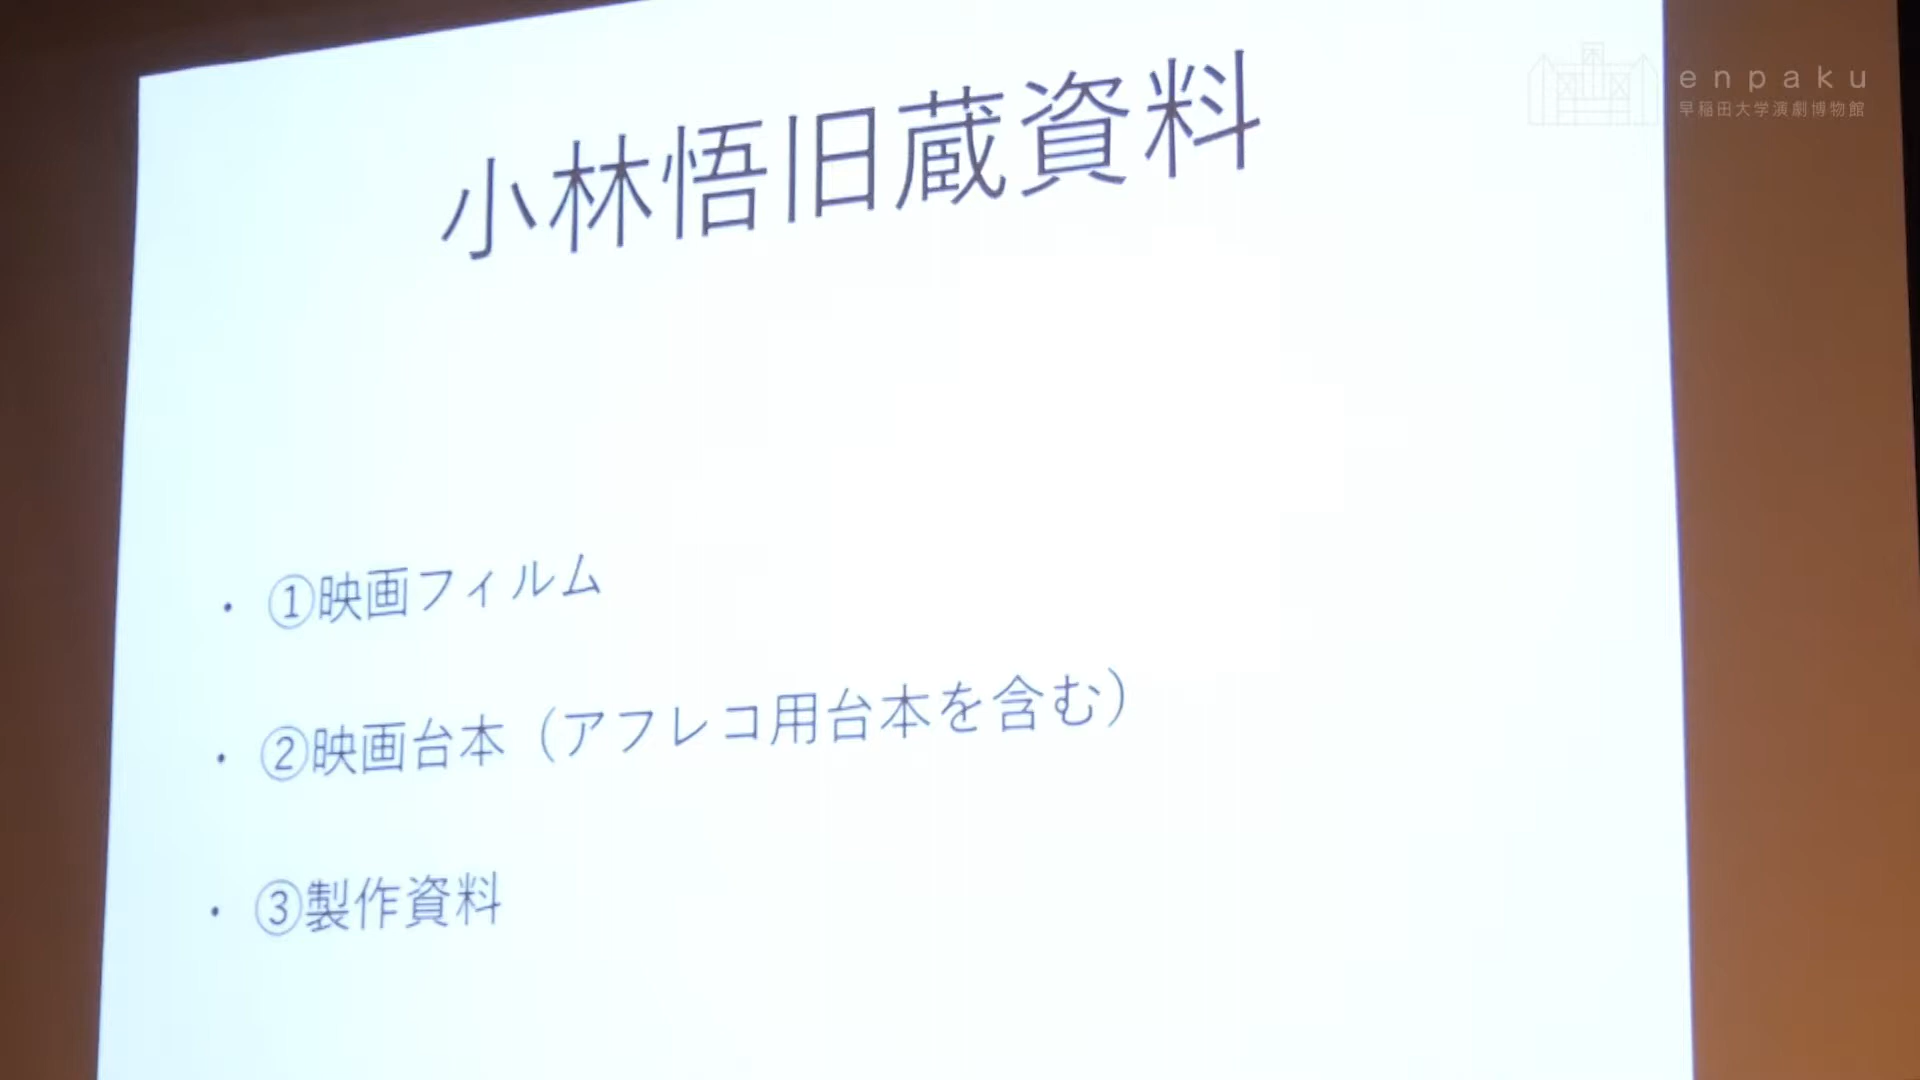 小林悟旧蔵資料
enpaku
早稲田大学演劇博物館
・ ①映画フィルム
・ ②映画台本（アフレコ用台本を含む）
・ ③製作資料